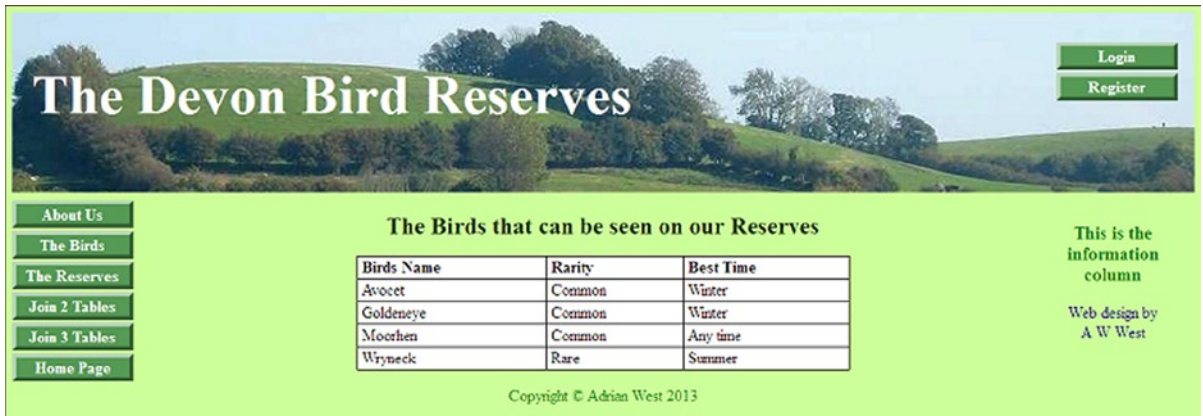 The Devon Bird Reserves
Login
Register
About Us
The Birds
The Reserves
Join 2 Tables
Join 3 Tables
Home Page
The Birds that can be seen on our Reserves
Birds Name Rarity Best Time
Avocet Common Winter
Goldeneye Common Winter
Moorhen Common Any time
Wryneck Rare Summer
This is the
information
column
Web design by
A W West
Copyright © Adrian West 2013